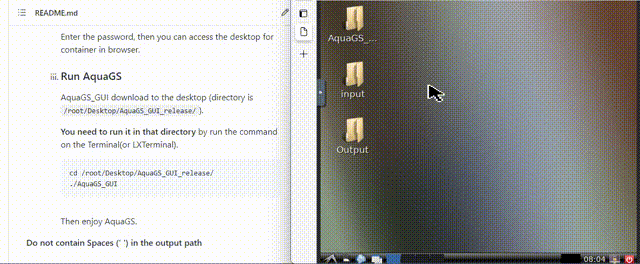 README.md
Enter the password, then you can access the desktop for
container in browser.
iii. Run AquaGS
AquaGS_GUI download to the desktop (directory is
/root/Desktop/AquaGS_GUI_release/ ).
You need to run it in that directory by run the command
on the Terminal(or LXTerminal).
cd /root/Desktop/AquaGS_GUI_release/
./AquaGS_GUI
Then enjoy AquaGS.
Do not contain Spaces (' ') in the output path
AquaGS_...
input
Output
08:04